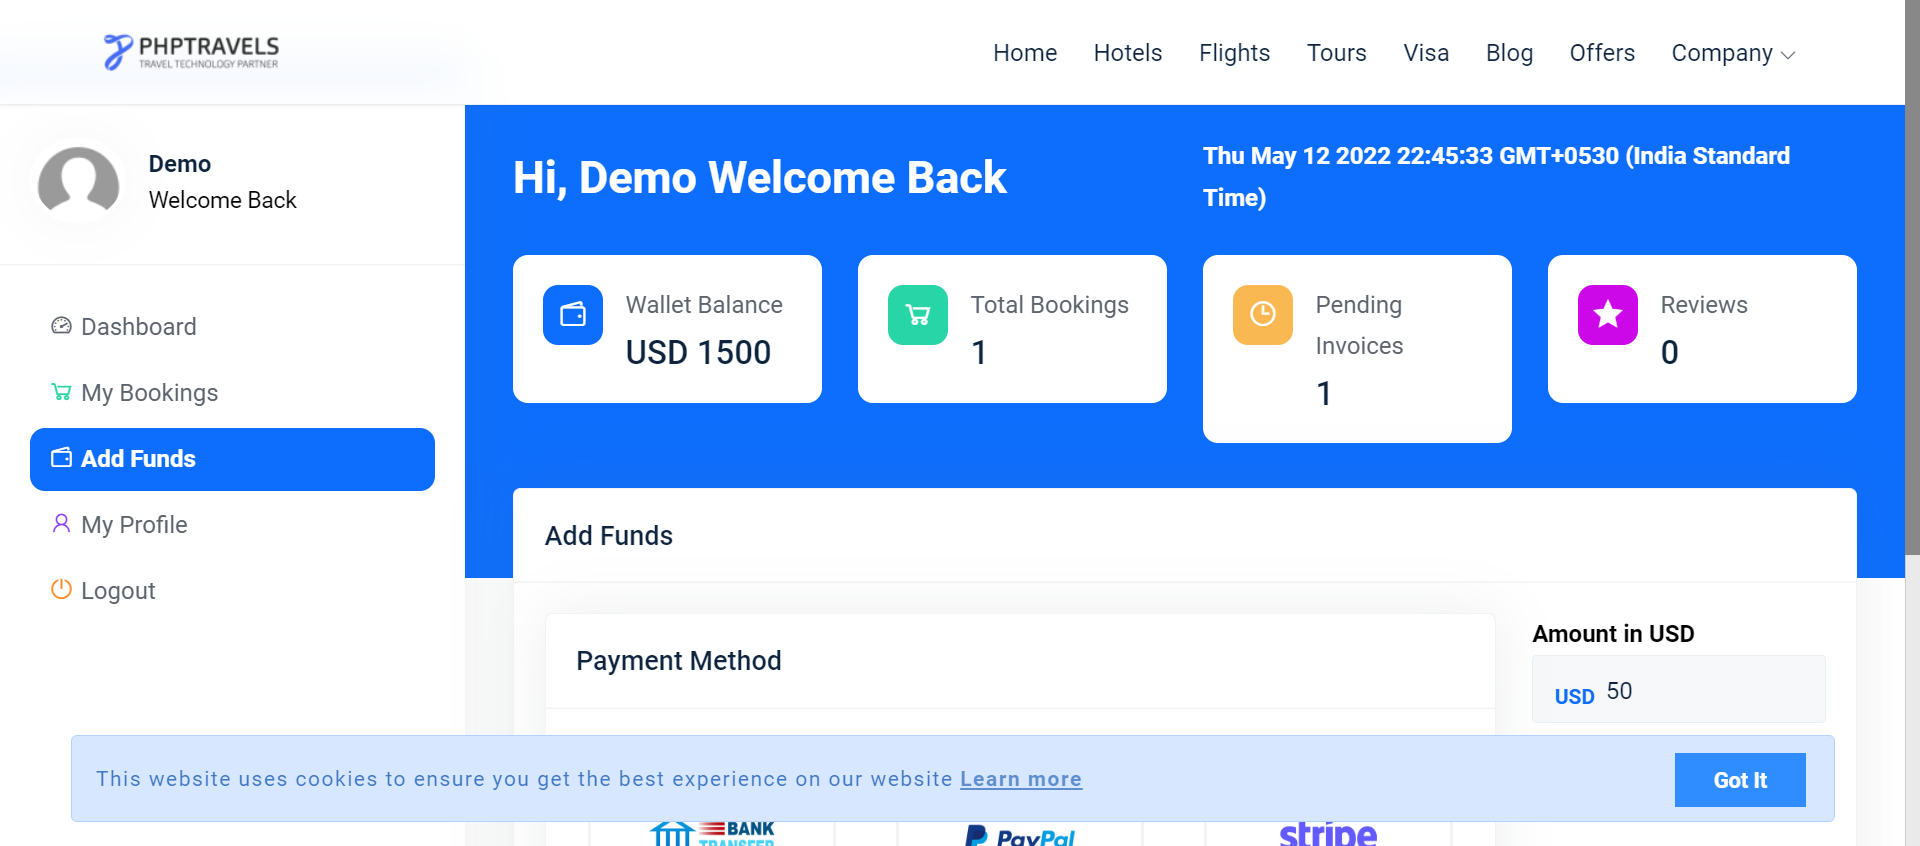 PHPTRAVELS
TRAVEL TECHNOLOGY PARTNER
Home Hotels Flights Tours Visa Blog Offers Company
Demo
Welcome Back
Dashboard
My Bookings
Add Funds
My Profile
Logout
Hi, Demo Welcome Back
Thu May 12 2022 22:45:33 GMT+0530 (India Standard
Time)
Wallet Balance
USD 1500
Total Bookings
1
Pending
Invoices
1
Reviews
0
Add Funds
Payment Method
Amount in USD
USD 50
This website uses cookies to ensure you get the best experience on our website Learn more
Got It
BANK
TRANSFER
PayPal
stripe